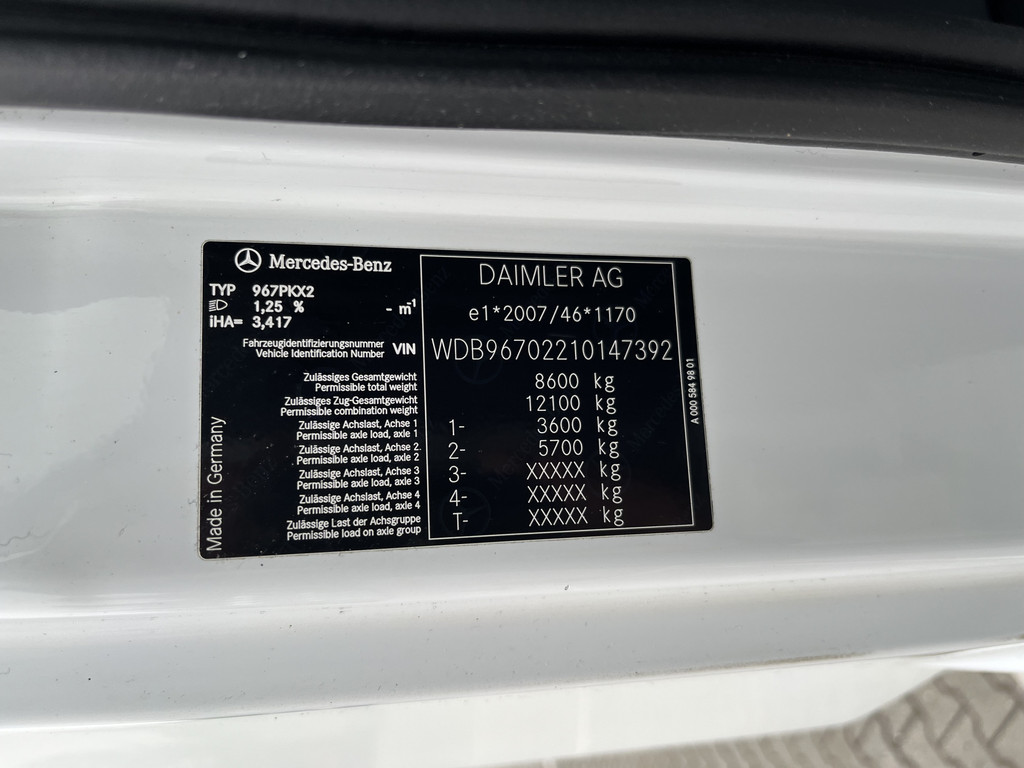 Mercedes-Benz
TYP 967PKX2
1,25 % - m⁻¹
iHA= 3,417
Fahrzeugidentifizierungsnummer
Vehicle Identification Number VIN
Zulässiges Gesamtgewicht
Permissible total weight
Zulässiges Zug-Gesamtgewicht
Permissible combination weight
Zulässige Achslast, Achse 1
Permissible axle load, axle 1
Zulässige Achslast, Achse 2
Permissible axle load, axle 2
Zulässige Achslast, Achse 3
Permissible axle load, axle 3
Zulässige Achslast, Achse 4
Permissible axle load, axle 4
Zulässige Last der Achsgruppe
Permissible load on axle group
Made in Germany
DAIMLER AG
e1*2007/46*1170
WDB96702210147392
8600 kg
12100 kg
1- 3600 kg
2- 5700 kg
3- XXXXX kg
4- XXXXX kg
T- XXXXX kg
A 000 584 98 01